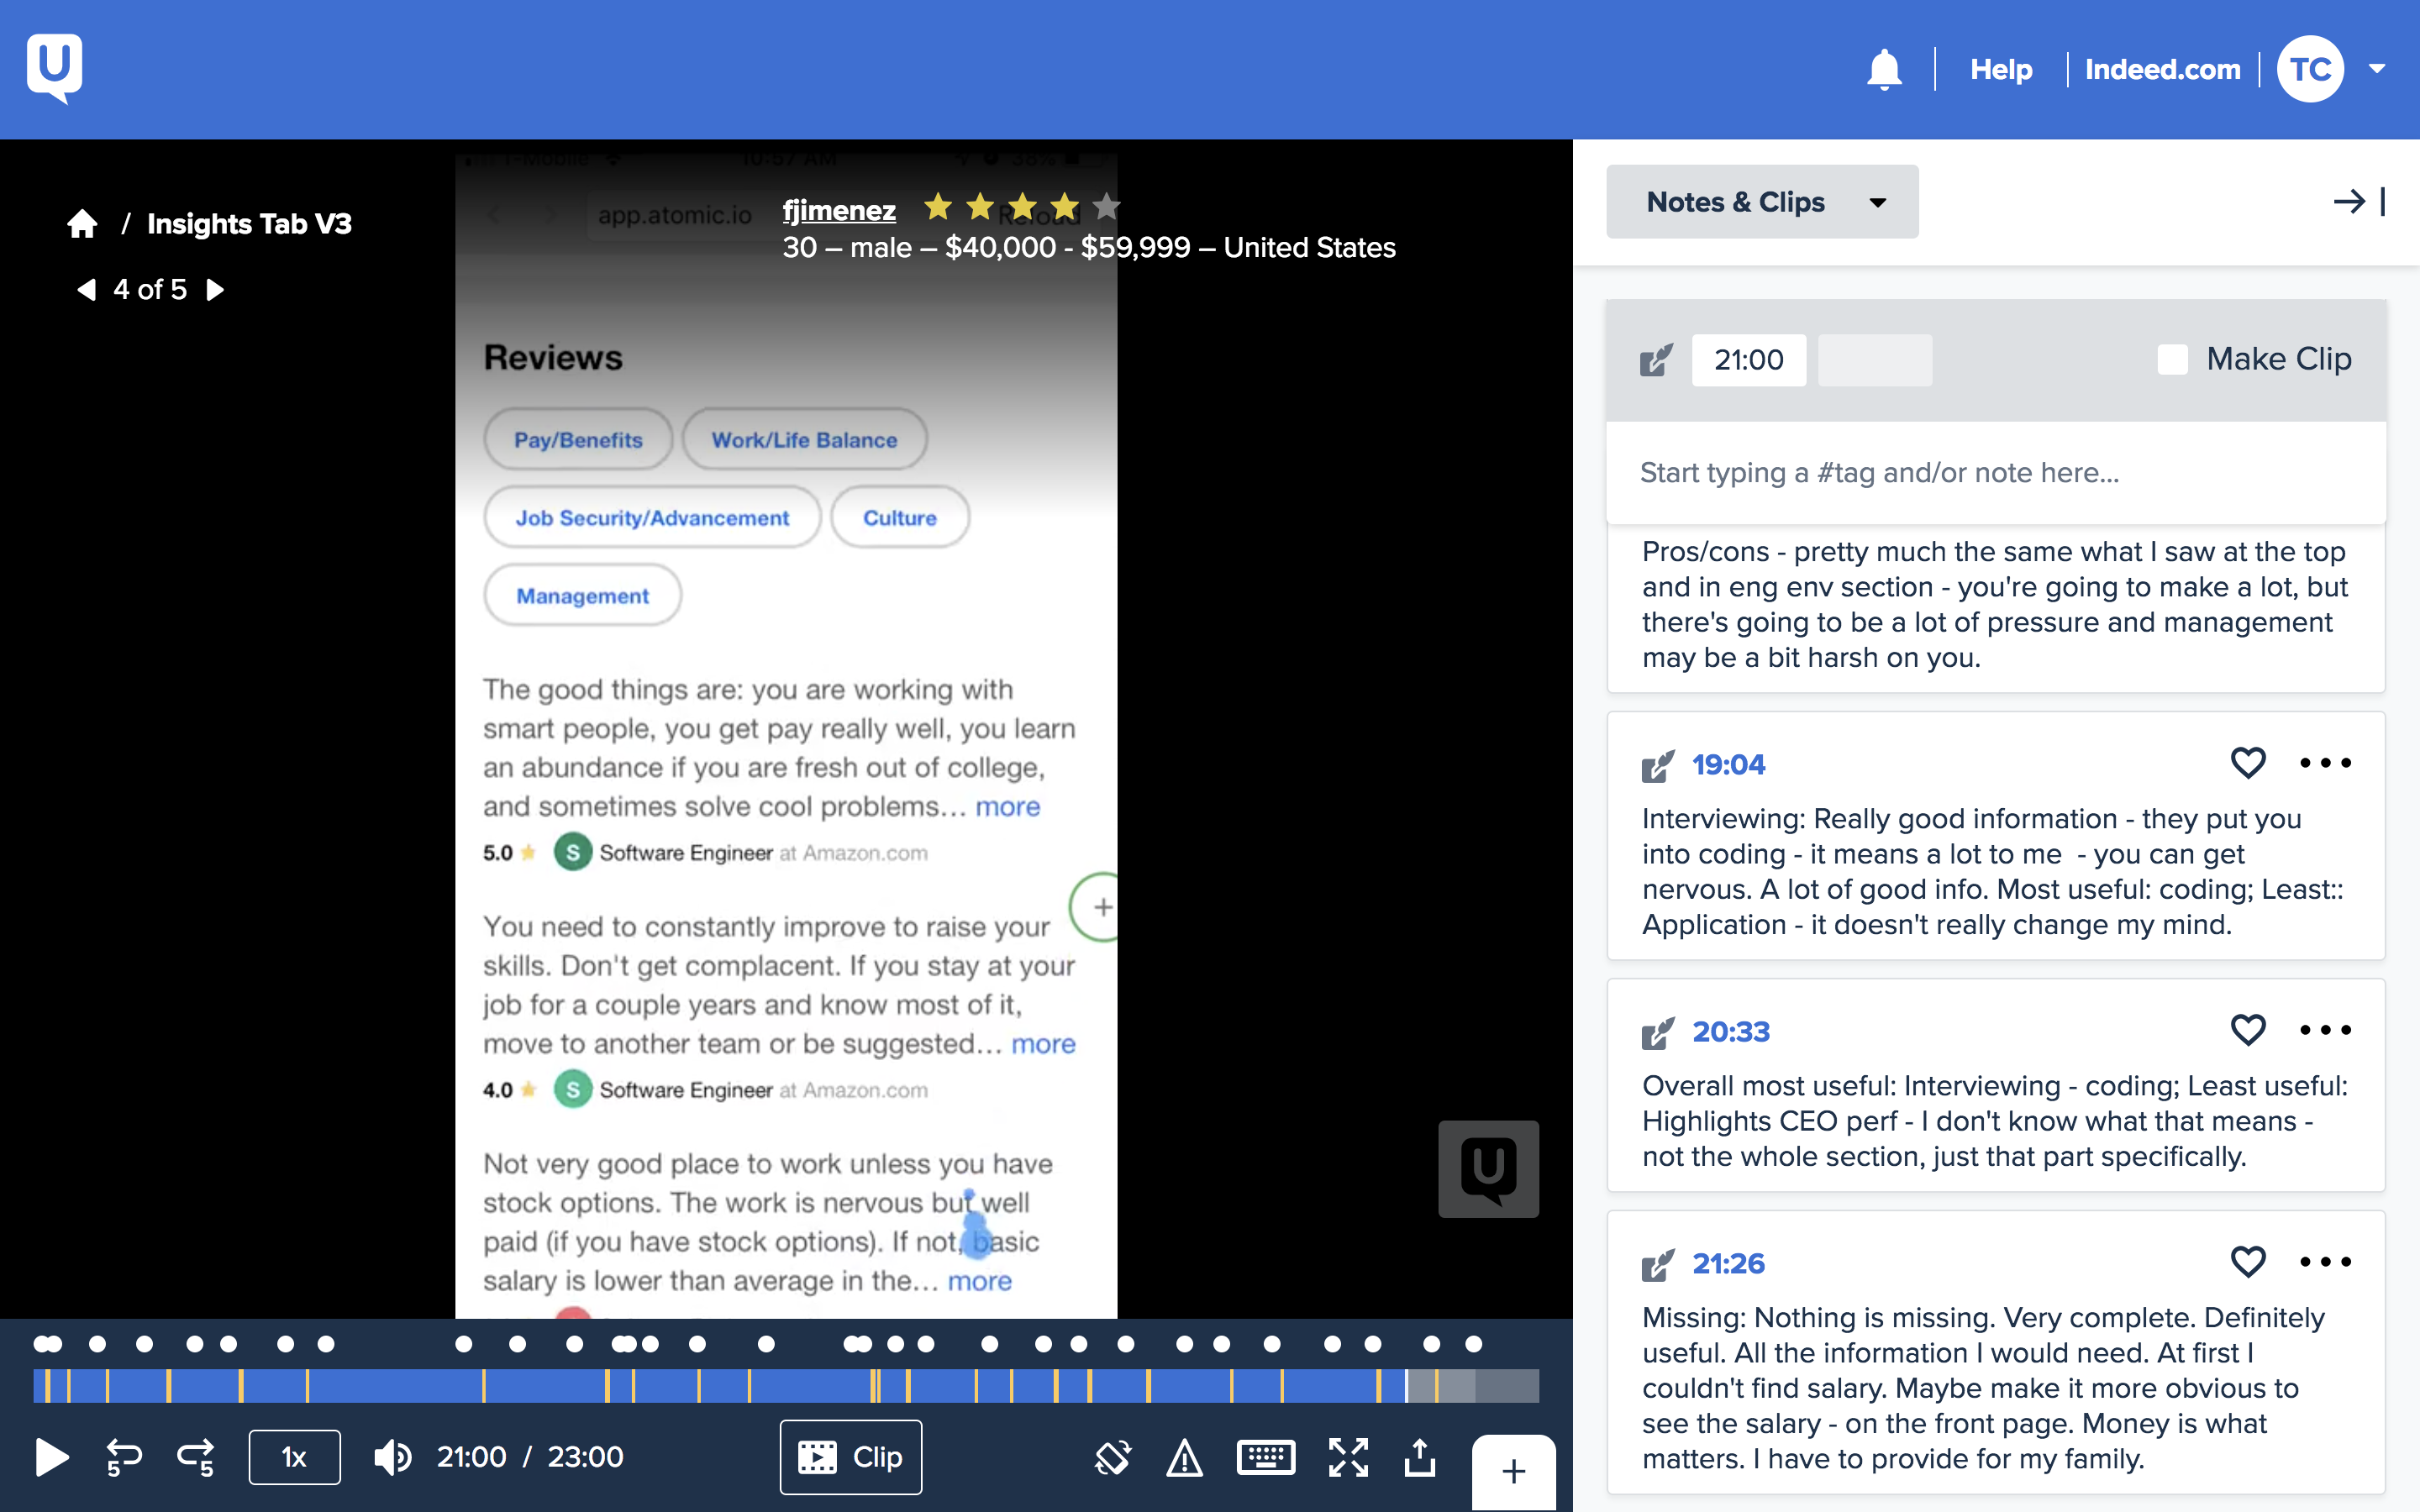 U
Help
Indeed.com
TC
/ Insights Tab V3
4 of 5
T-Mobile
10:57 AM
38%
app.atomic.io
Reload
fjimenez
30 – male – $40,000 - $59,999 – United States
Reviews
Pay/Benefits
Work/Life Balance
Job Security/Advancement
Culture
Management
The good things are: you are working with
smart people, you get pay really well, you learn
an abundance if you are fresh out of college,
and sometimes solve cool problems... more
5.0 S Software Engineer at Amazon.com
You need to constantly improve to raise your
skills. Don't get complacent. If you stay at your
job for a couple years and know most of it,
move to another team or be suggested... more
4.0 S Software Engineer at Amazon.com
Not very good place to work unless you have
stock options. The work is nervous but well
paid (if you have stock options). If not, basic
salary is lower than average in the... more
U
5
5
1x
21:00 / 23:00
Clip
+
Notes & Clips
21:00
Make Clip
Start typing a #tag and/or note here...
Pros/cons - pretty much the same what I saw at the top
and in eng env section - you're going to make a lot, but
there's going to be a lot of pressure and management
may be a bit harsh on you.
19:04
Interviewing: Really good information - they put you
into coding - it means a lot to me  - you can get
nervous. A lot of good info. Most useful: coding; Least::
Application - it doesn't really change my mind.
20:33
Overall most useful: Interviewing - coding; Least useful:
Highlights CEO perf - I don't know what that means -
not the whole section, just that part specifically.
21:26
Missing: Nothing is missing. Very complete. Definitely
useful. All the information I would need. At first I
couldn't find salary. Maybe make it more obvious to
see the salary - on the front page. Money is what
matters. I have to provide for my family.